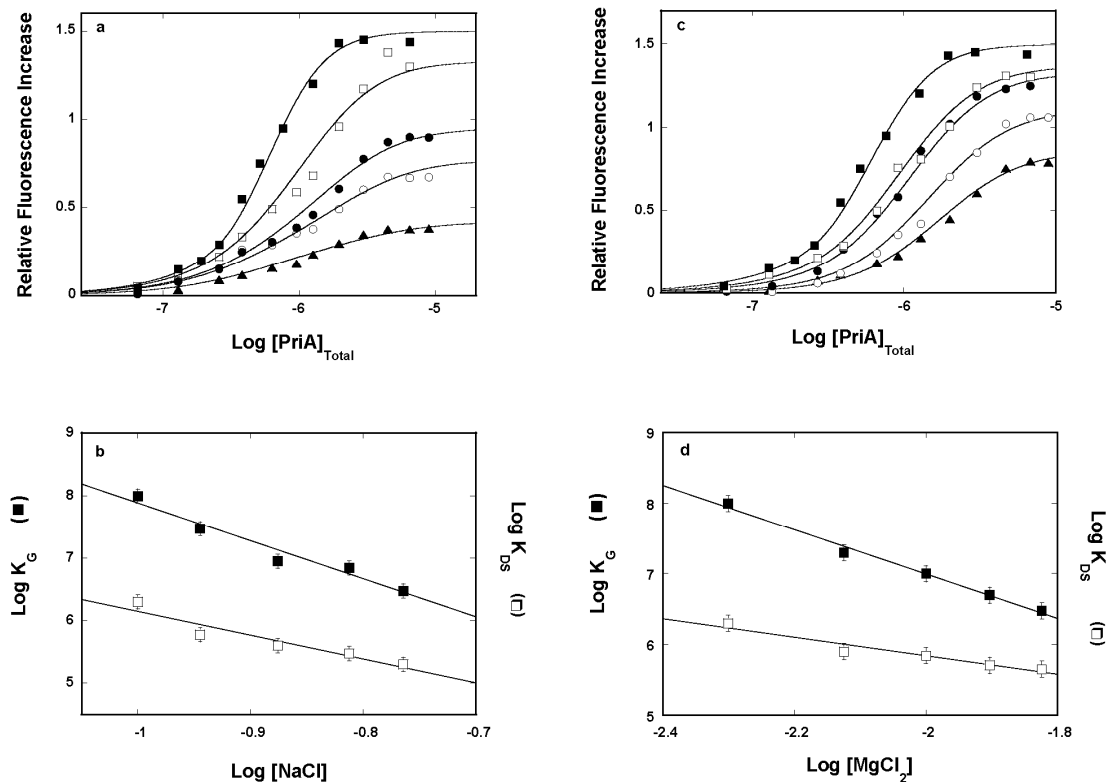 a
Relative Fluorescence Increase
1.5
1
0.5
0
-7
-6
-5
Log [PriA]Total
c
Relative Fluorescence Increase
1.5
1
0.5
0
-7
-6
-5
Log [PriA]Total
b
Log KG (■)
9
8
7
6
5
-1
-0.9
-0.8
-0.7
Log [NaCl]
Log KDS (□)
d
Log KG (■)
9
8
7
6
5
-2.4
-2.2
-2
-1.8
Log [MgCl2]
Log KDS (□)